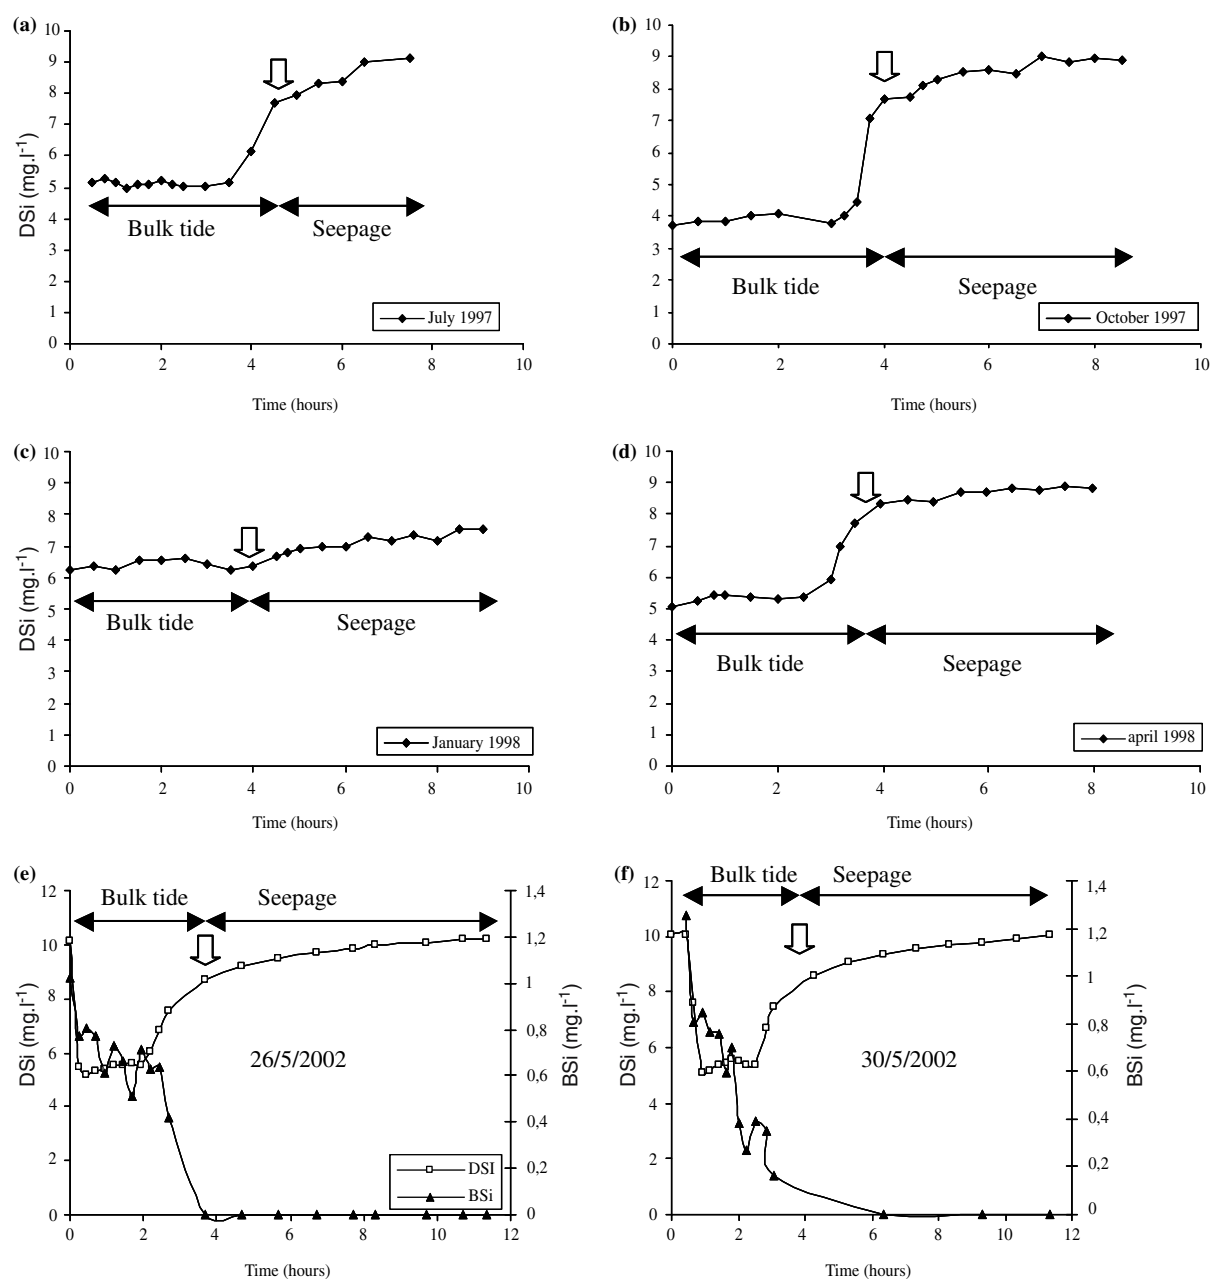 (a)
10
9
8
7
6
5
4
3
2
1
0
DSi (mg.l-1)
Bulk tide
Seepage
July 1997
0 2 4 6 8 10
Time (hours)
(b)
10
9
8
7
6
5
4
3
2
1
0
Bulk tide
Seepage
October 1997
0 2 4 6 8 10
Time (hours)
(c)
10
9
8
7
6
5
4
3
2
1
0
DSi (mg.l-1)
Bulk tide
Seepage
January 1998
0 2 4 6 8 10
Time (hours)
(d)
10
9
8
7
6
5
4
3
2
1
0
Bulk tide
Seepage
april 1998
0 2 4 6 8 10
Time (hours)
(e)
Bulk tide
Seepage
12
10
8
6
4
2
0
DSi (mg.l-1)
1,4
1,2
1
0,8
0,6
0,4
0,2
0
BSi (mg.l-1)
26/5/2002
DSI
BSi
0 2 4 6 8 10 12
Time (hours)
(f)
Bulk tide
Seepage
12
10
8
6
4
2
0
DSi (mg.l-1)
1,4
1,2
1
0,8
0,6
0,4
0,2
0
BSi (mg.l-1)
30/5/2002
0 2 4 6 8 10 12
Time (hours)